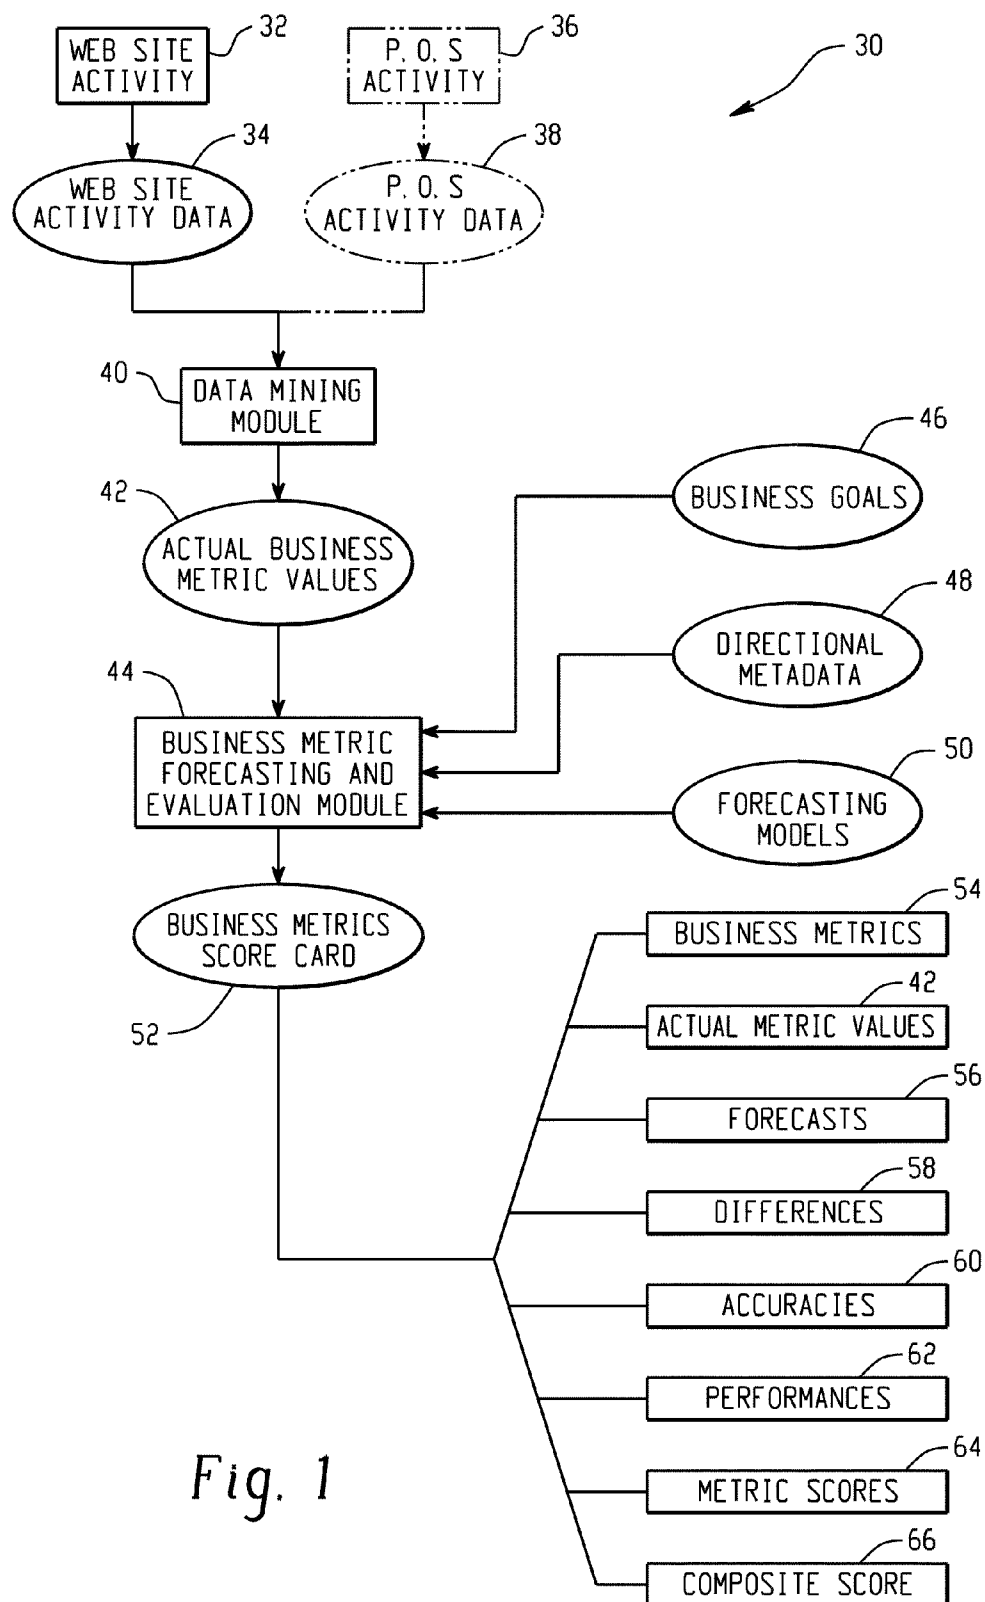 32
WEB SITE
ACTIVITY
36
P.O.S
ACTIVITY
30
34
WEB SITE
ACTIVITY DATA
38
P.O.S
ACTIVITY DATA
40
DATA MINING
MODULE
42
ACTUAL BUSINESS
METRIC VALUES
46
BUSINESS GOALS
48
DIRECTIONAL
METADATA
44
BUSINESS METRIC
FORECASTING AND
EVALUATION MODULE
50
FORECASTING
MODELS
BUSINESS METRICS
SCORE CARD
52
54
BUSINESS METRICS
42
ACTUAL METRIC VALUES
56
FORECASTS
58
DIFFERENCES
60
ACCURACIES
62
PERFORMANCES
64
METRIC SCORES
66
COMPOSITE SCORE
Fig. 1